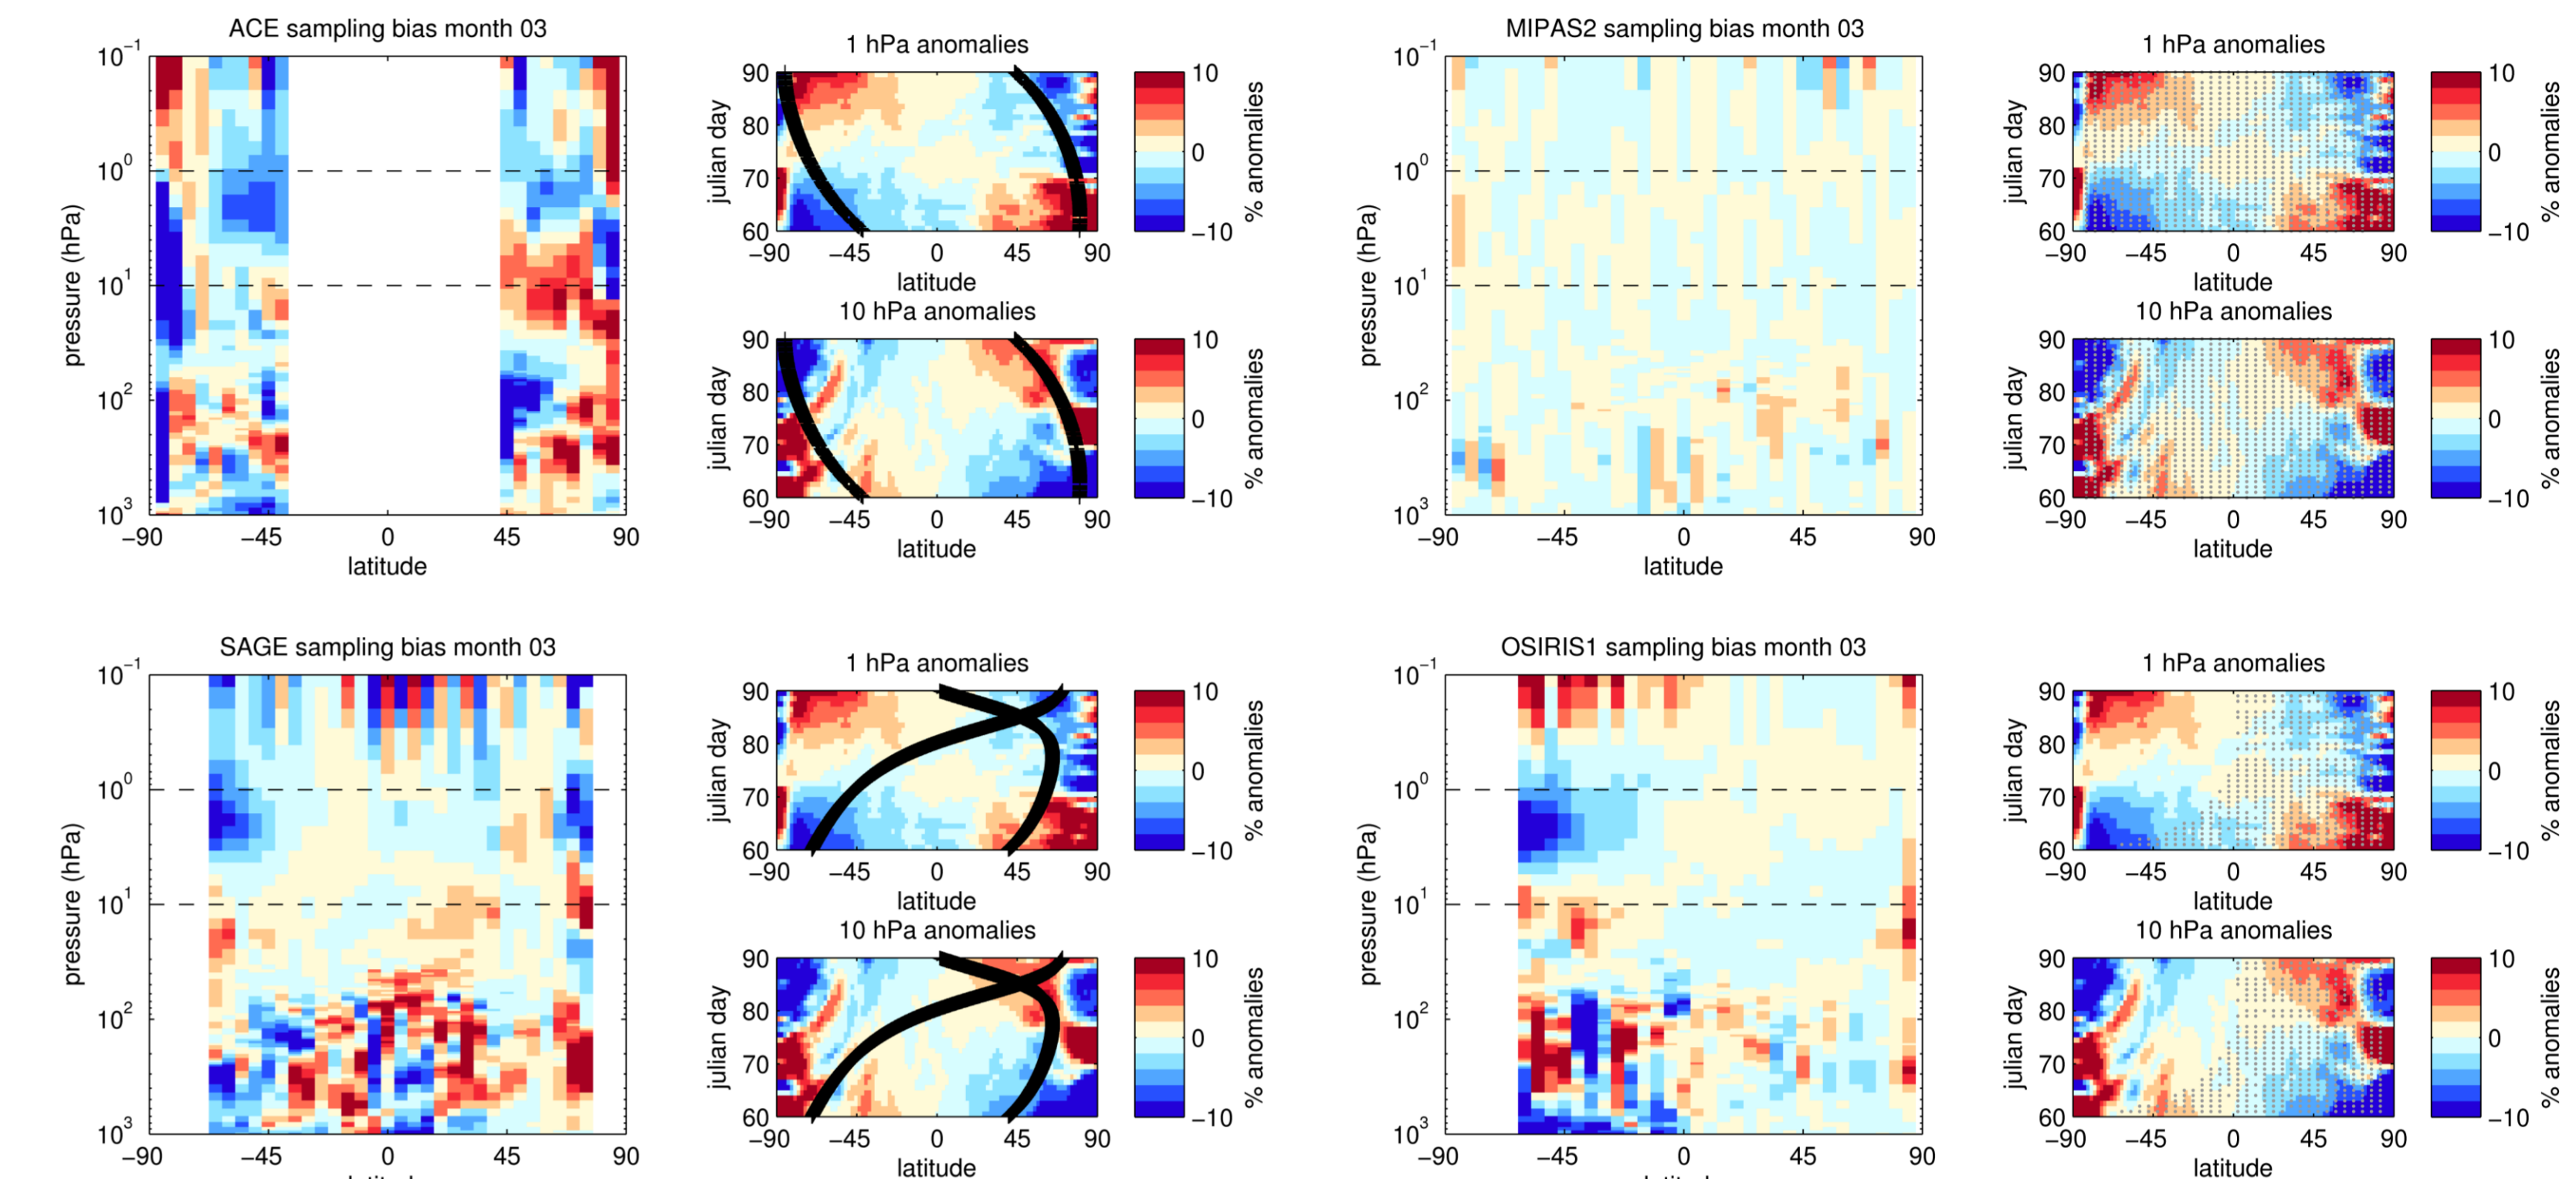 ACE sampling bias month 03
10⁻¹
10⁰
10¹
10²
10³
pressure (hPa)
−90 −45 0 45 90
latitude
1 hPa anomalies
90
80
70
60
julian day
−90 −45 0 45 90
latitude
10
0
−10
% anomalies
10 hPa anomalies
90
80
70
60
julian day
−90 −45 0 45 90
latitude
10
0
−10
% anomalies
MIPAS2 sampling bias month 03
10⁻¹
10⁰
10¹
10²
10³
pressure (hPa)
−90 −45 0 45 90
latitude
1 hPa anomalies
90
80
70
60
julian day
−90 −45 0 45 90
latitude
10
0
−10
% anomalies
10 hPa anomalies
90
80
70
60
julian day
−90 −45 0 45 90
latitude
10
0
−10
% anomalies
SAGE sampling bias month 03
10⁻¹
10⁰
10¹
10²
10³
pressure (hPa)
−90 −45 0 45 90
1 hPa anomalies
90
80
70
60
julian day
−90 −45 0 45 90
latitude
10
0
−10
% anomalies
10 hPa anomalies
90
80
70
60
julian day
−90 −45 0 45 90
latitude
10
0
−10
% anomalies
OSIRIS1 sampling bias month 03
10⁻¹
10⁰
10¹
10²
10³
pressure (hPa)
−90 −45 0 45 90
1 hPa anomalies
90
80
70
60
julian day
−90 −45 0 45 90
latitude
10
0
−10
% anomalies
10 hPa anomalies
90
80
70
60
julian day
−90 −45 0 45 90
latitude
10
0
−10
% anomalies